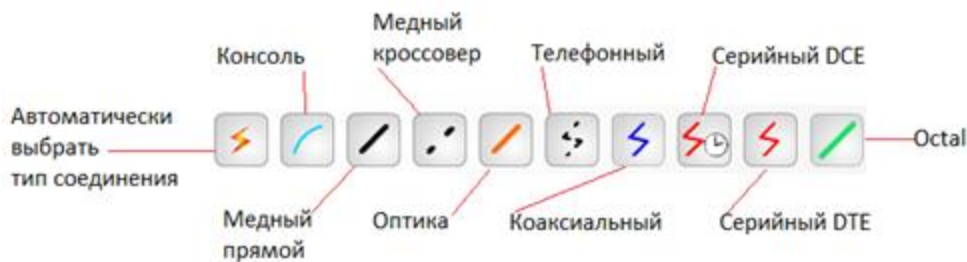 Медный
кроссовер
Консоль
Телефонный
Серийный DCE
Автоматически
выбрать
тип соединения
Octal
Медный
прямой
Оптика
Коаксиальный
Серийный DTE